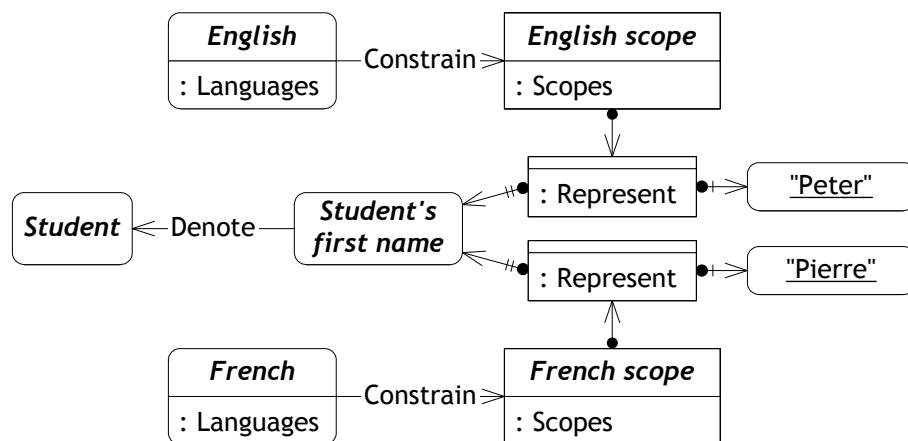 English
: Languages
Constrain
English scope
: Scopes
: Represent
"Peter"
Student
Denote
Student's
first name
: Represent
"Pierre"
French
: Languages
Constrain
French scope
: Scopes